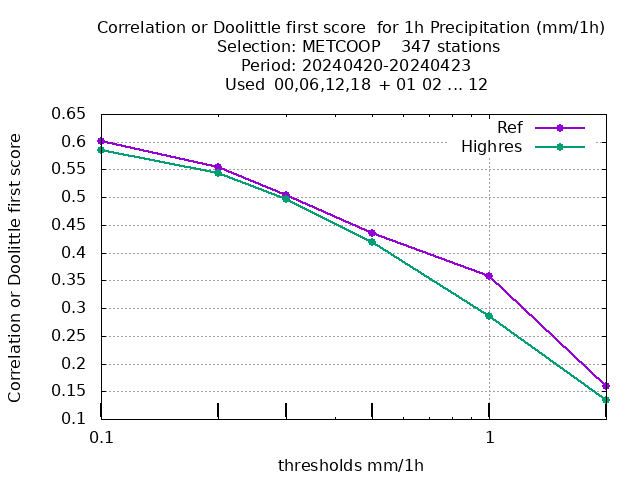 Correlation or Doolittle first score  for 1h Precipitation (mm/1h)
Selection: METCOOP    347 stations
Period: 20240420-20240423
Used  00,06,12,18 + 01 02 ... 12
Correlation or Doolittle first score
0.65
0.6
0.55
0.5
0.45
0.4
0.35
0.3
0.25
0.2
0.15
0.1
Ref
Highres
0.1
1
thresholds mm/1h